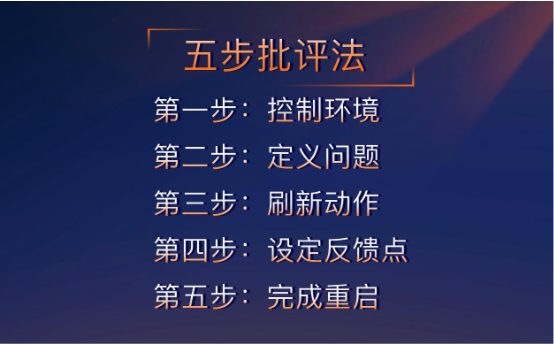 五步批评法
第一步：控制环境
第二步：定义问题
第三步：刷新动作
第四步：设定反馈点
第五步：完成重启